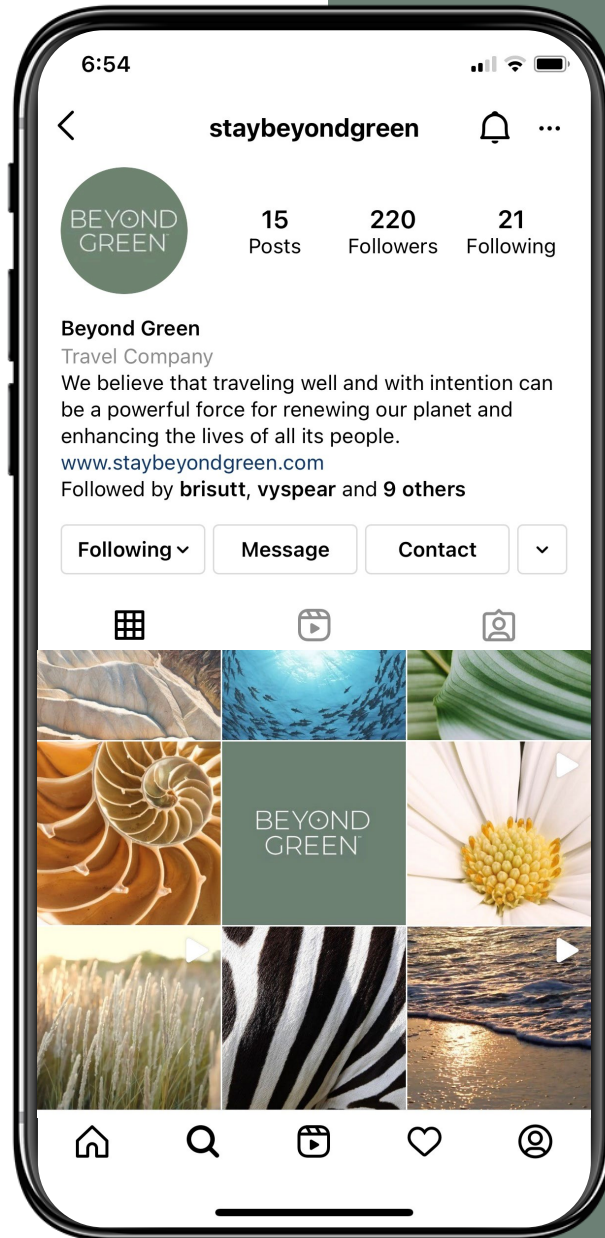 6:54
staybeyondgreen
BEYOND
GREEN
15
Posts
220
Followers
21
Following
Beyond Green
Travel Company
We believe that traveling well and with intention can
be a powerful force for renewing our planet and
enhancing the lives of all its people.
www.staybeyondgreen.com
Followed by brisutt, vyspear and 9 others
Following
Message
Contact
BEYOND
GREEN